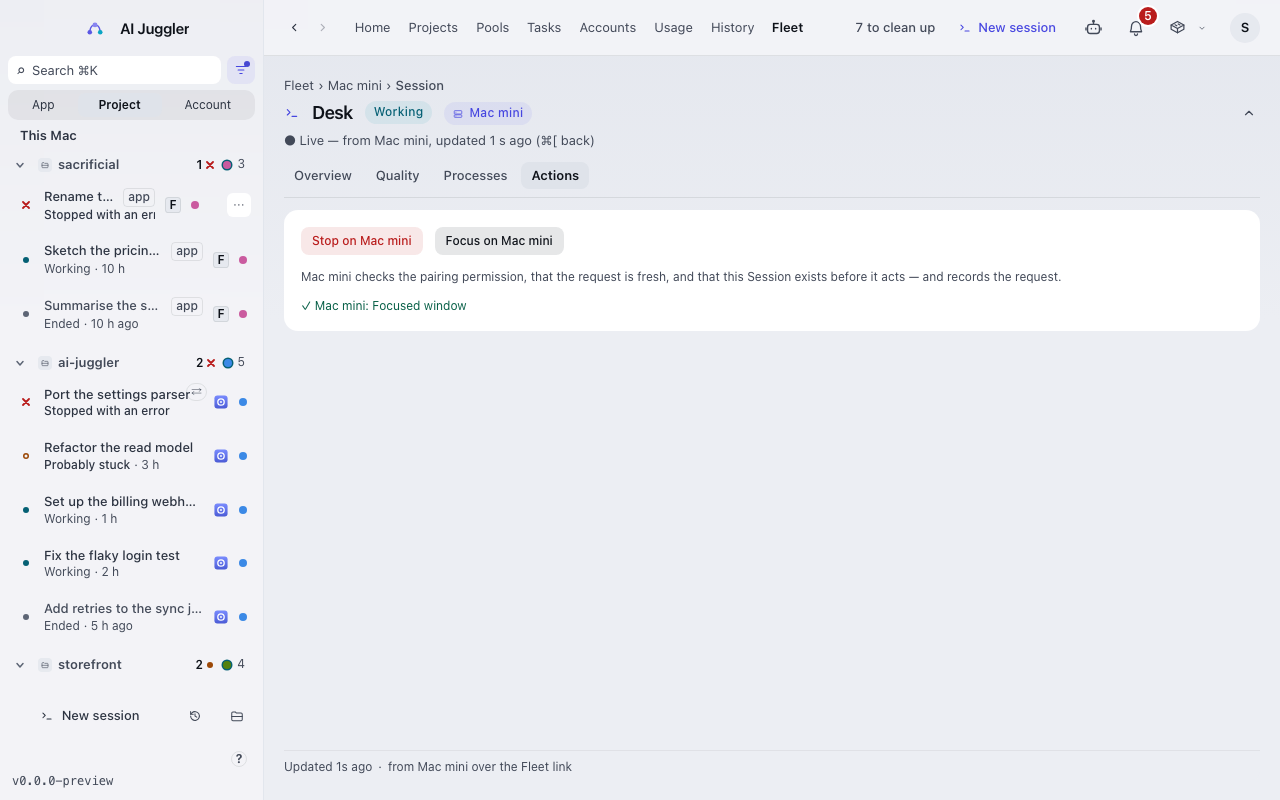 AI Juggler
Search ⌘K
App Project Account
This Mac
sacrificial 1 3
Rename t... app F
Stopped with an err
Sketch the pricin... app F
Working · 10 h
Summarise the s... app F
Ended · 10 h ago
ai-juggler 2 5
Port the settings parser
Stopped with an error
Refactor the read model
Probably stuck · 3 h
Set up the billing webh...
Working · 1 h
Fix the flaky login test
Working · 2 h
Add retries to the sync j...
Ended · 5 h ago
storefront 2 4
New session
?
v0.0.0-preview
Home Projects Pools Tasks Accounts Usage History Fleet 7 to clean up New session 5 S
Fleet › Mac mini › Session
Desk Working Mac mini
Live — from Mac mini, updated 1 s ago (⌘[ back)
Overview Quality Processes Actions
Stop on Mac mini Focus on Mac mini
Mac mini checks the pairing permission, that the request is fresh, and that this Session exists before it acts — and records the request.
✓ Mac mini: Focused window
Updated 1s ago · from Mac mini over the Fleet link